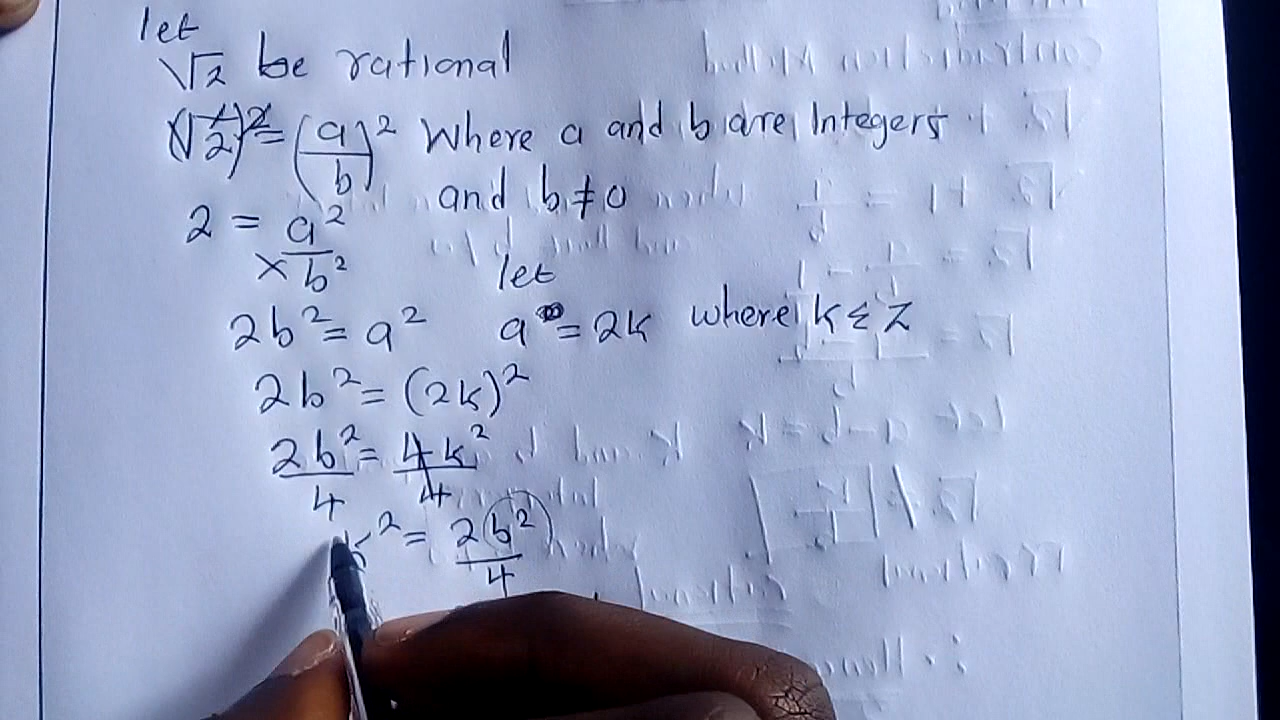 let
√2 be rational
(√2)² = (a/b)² Where a and b are Integers
and b ≠ 0
2 = a²/b²
×
let
2b² = a² a = 2k where k ∈ Z
2b² = (2k)²
2b²/4 = 4k²/4
k² = 2b²/4